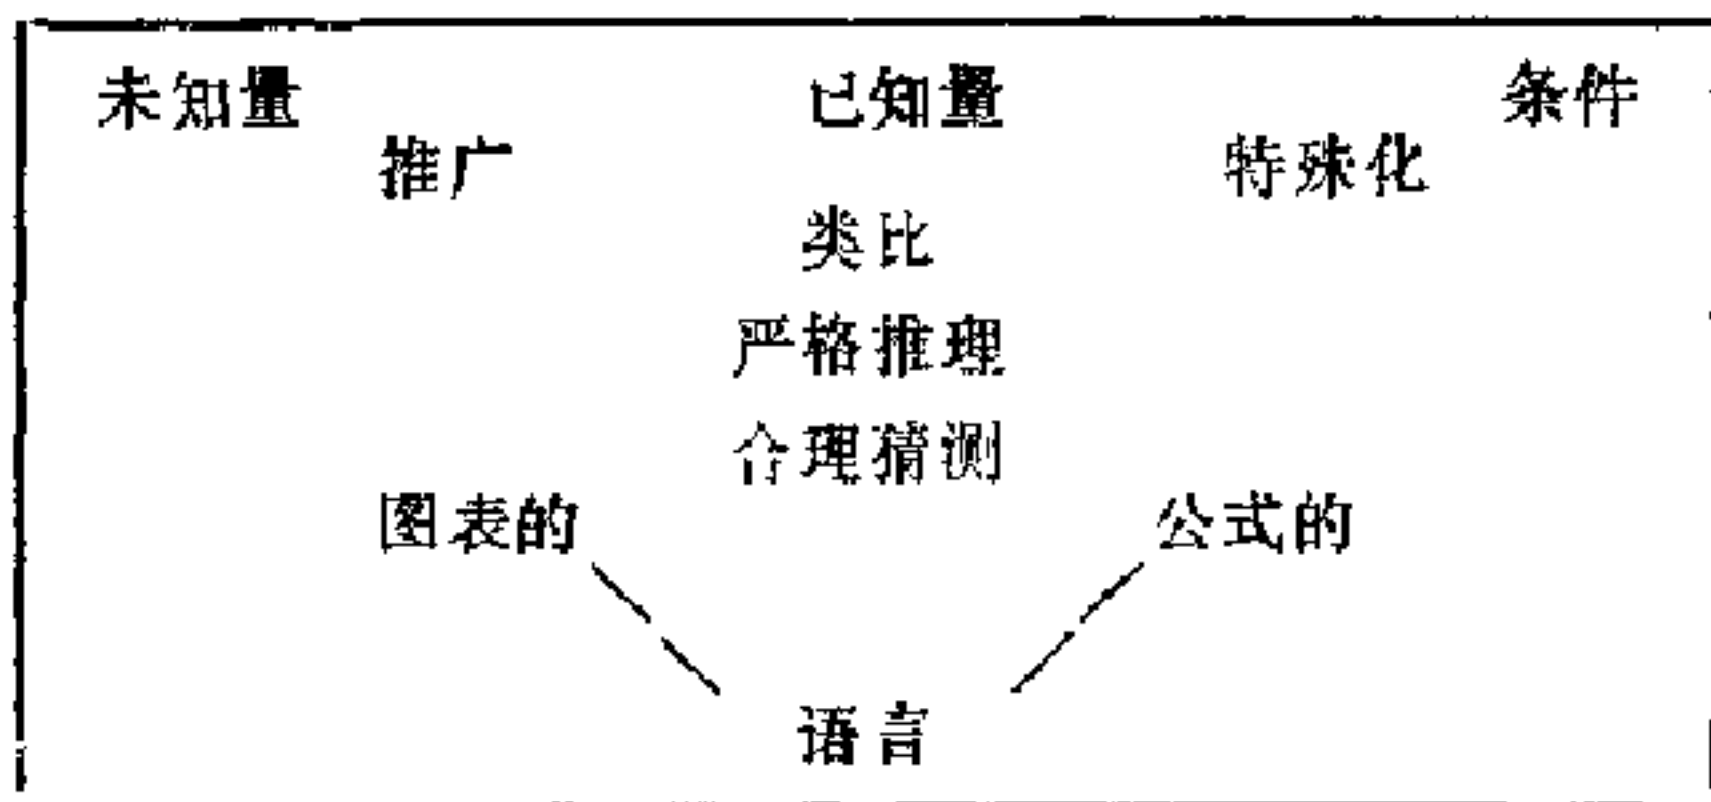 未知量 已知量 条件
推广 特殊化
类比
严格推理
合理猜测
图表的 公式的
语言